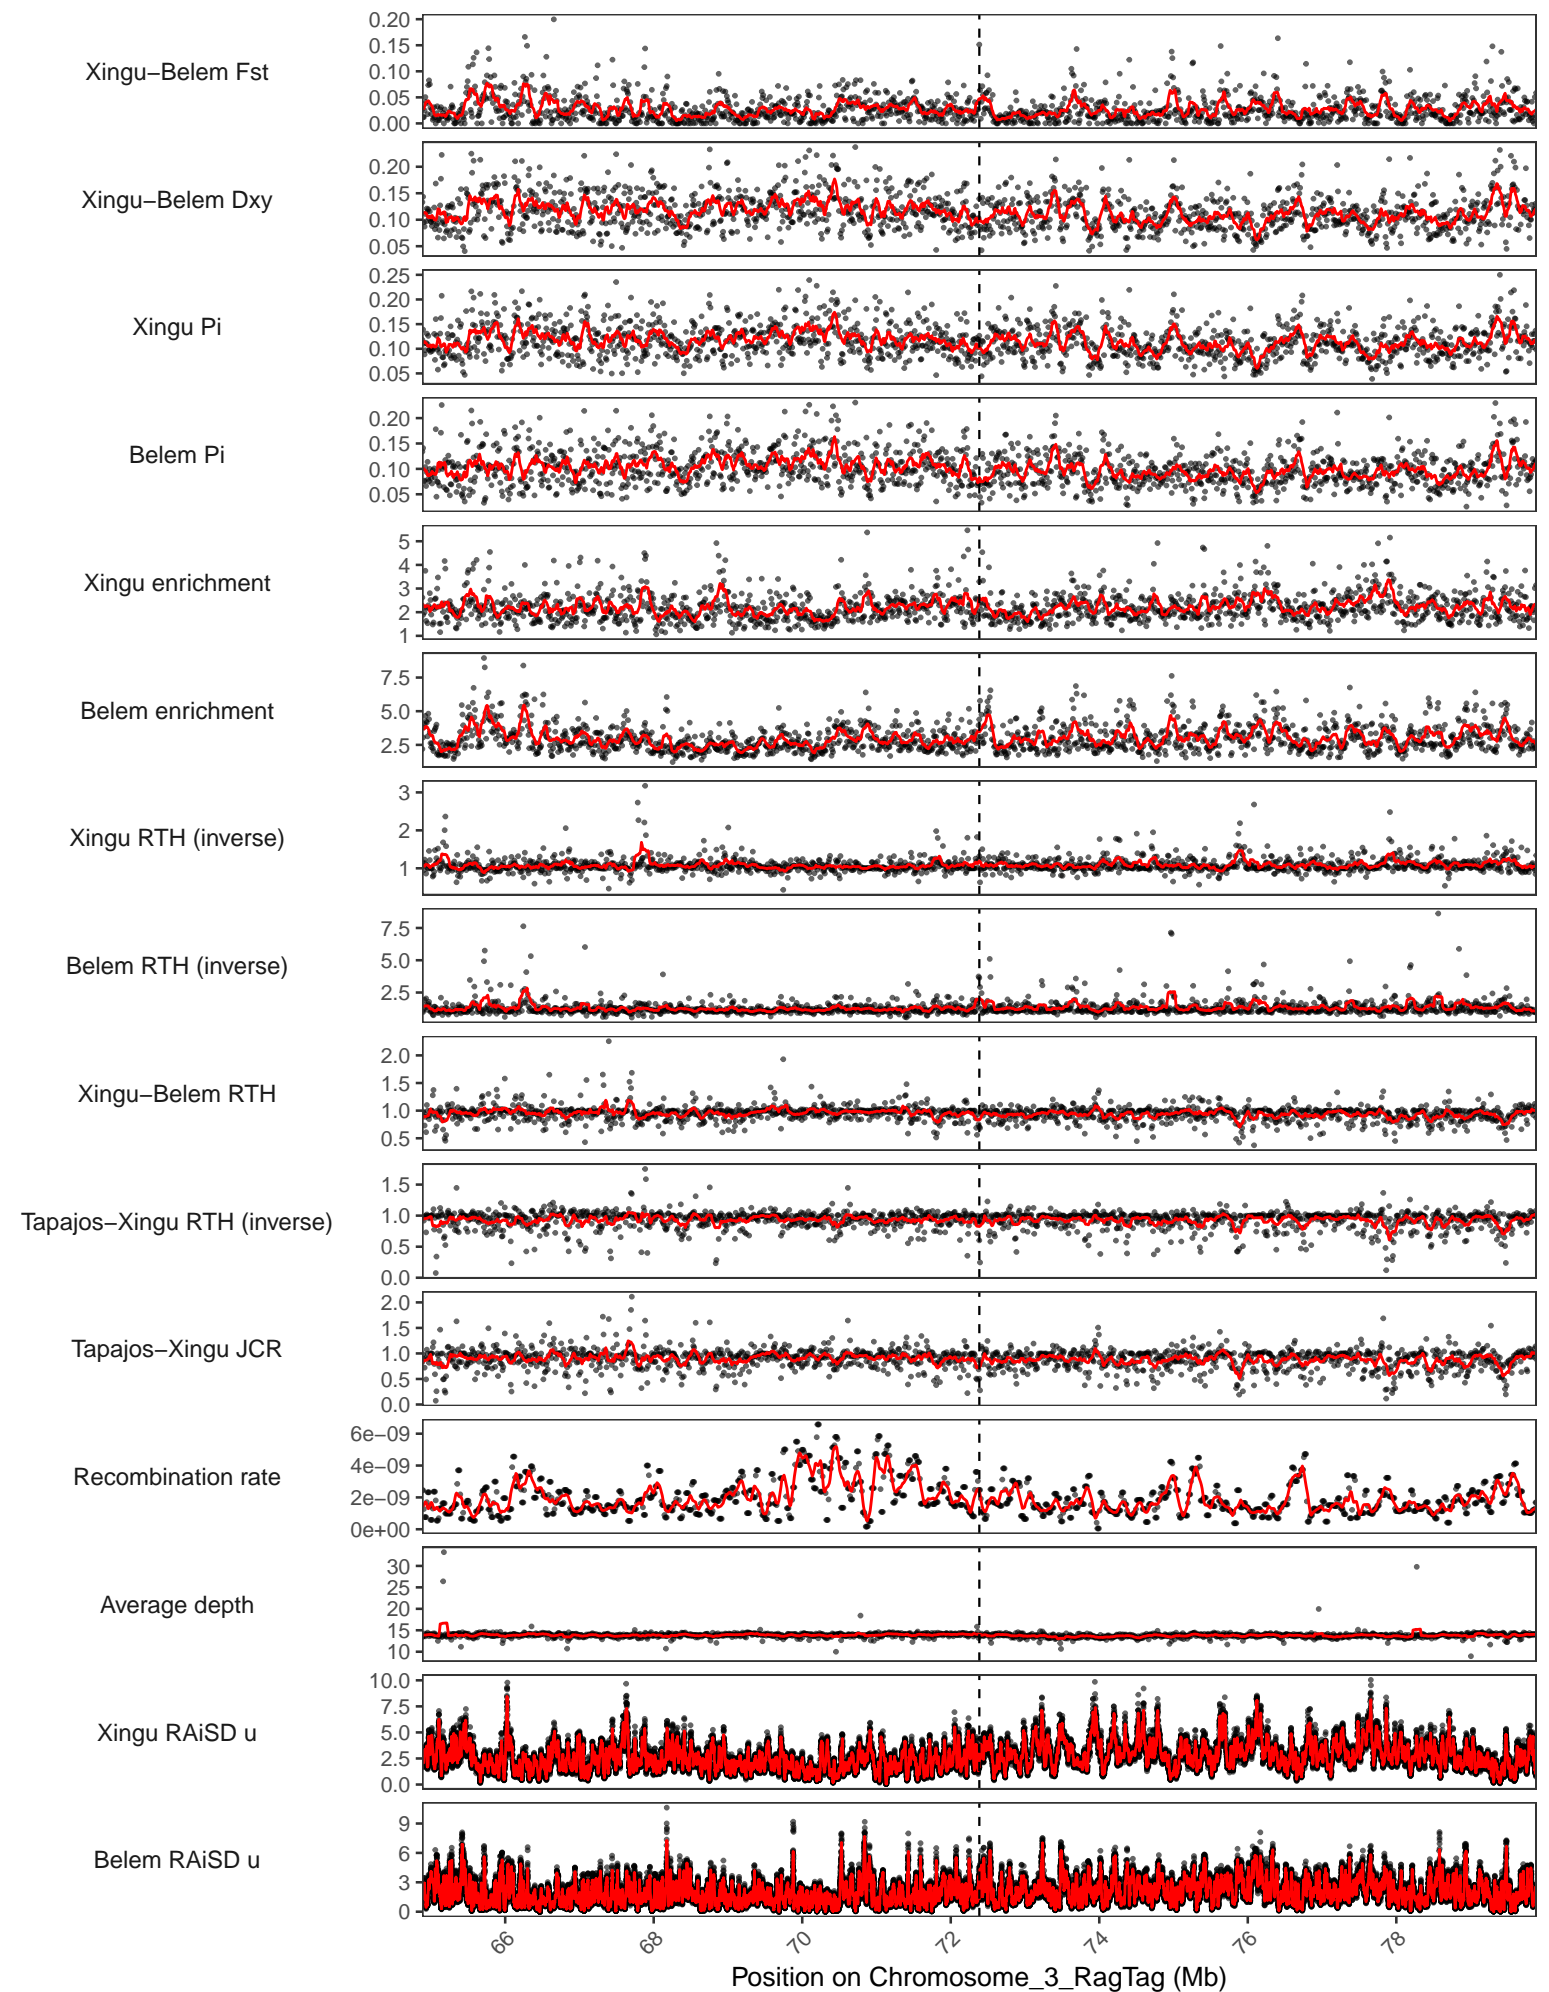 Xingu−Belem Fst
0.20
0.15
0.10
0.05
0.00
Xingu−Belem Dxy
0.20
0.15
0.10
0.05
Xingu Pi
0.25
0.20
0.15
0.10
0.05
Belem Pi
0.20
0.15
0.10
0.05
Xingu enrichment
5
4
3
2
1
Belem enrichment
7.5
5.0
2.5
Xingu RTH (inverse)
3
2
1
Belem RTH (inverse)
7.5
5.0
2.5
Xingu−Belem RTH
2.0
1.5
1.0
0.5
Tapajos−Xingu RTH (inverse)
1.5
1.0
0.5
0.0
Tapajos−Xingu JCR
2.0
1.5
1.0
0.5
0.0
Recombination rate
6e−09
4e−09
2e−09
0e+00
Average depth
30
25
20
15
10
Xingu RAiSD u
10.0
7.5
5.0
2.5
0.0
Belem RAiSD u
9
6
3
0
66 68 70 72 74 76 78
Position on Chromosome_3_RagTag (Mb)